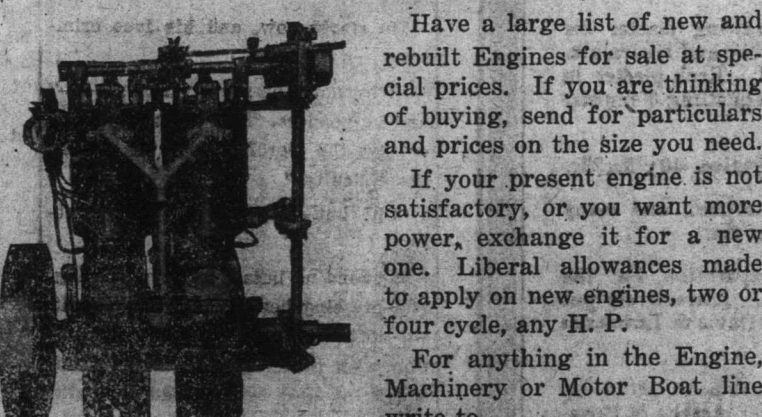 Have a large list of new and
rebuilt Engines for sale at spe-
cial prices. If you are thinking
of buying, send for particulars
and prices on the size you need.
If your present engine is not
satisfactory, or you want more
power, exchange it for a new
one. Liberal allowances made
to apply on new engines, two or
four cycle, any H. P.
For anything in the Engine,
Machinery or Motor Boat line
write to